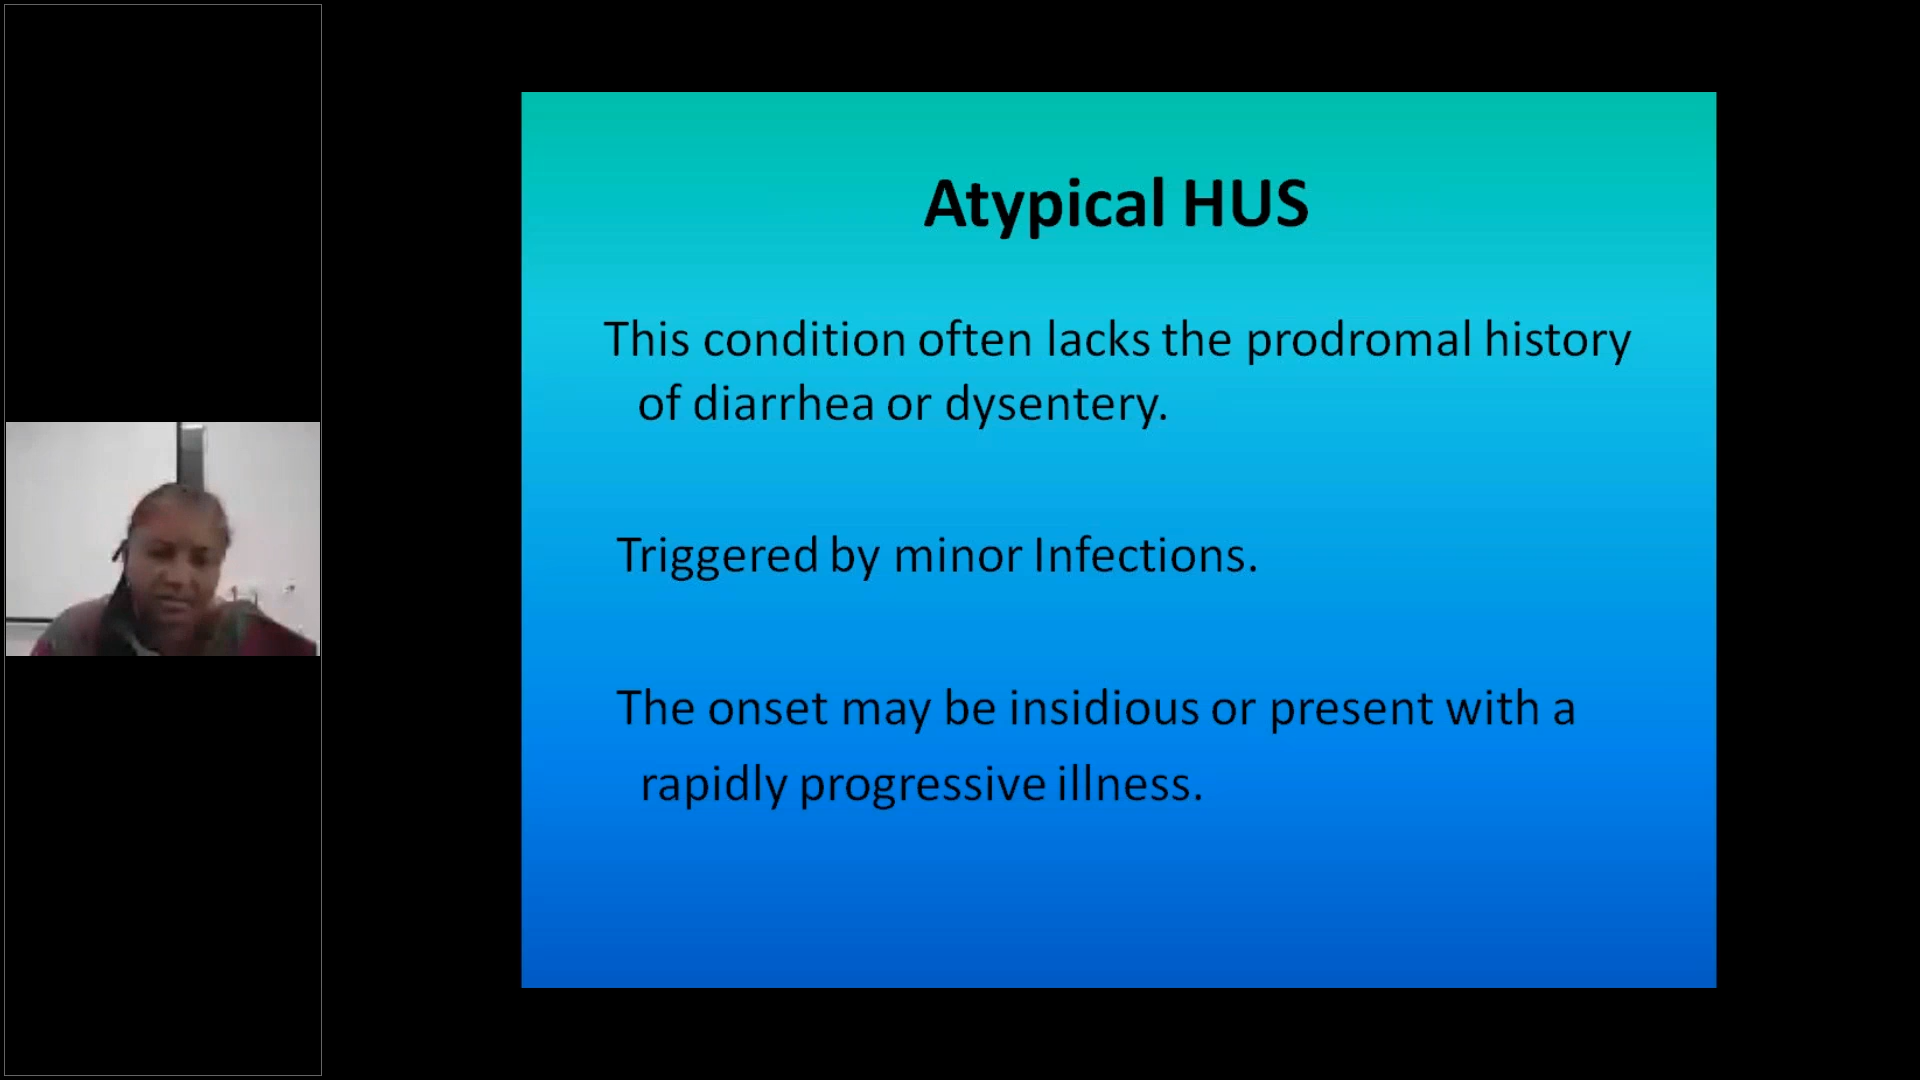 Atypical HUS
This condition often lacks the prodromal history
of diarrhea or dysentery.
Triggered by minor Infections.
The onset may be insidious or present with a
rapidly progressive illness.